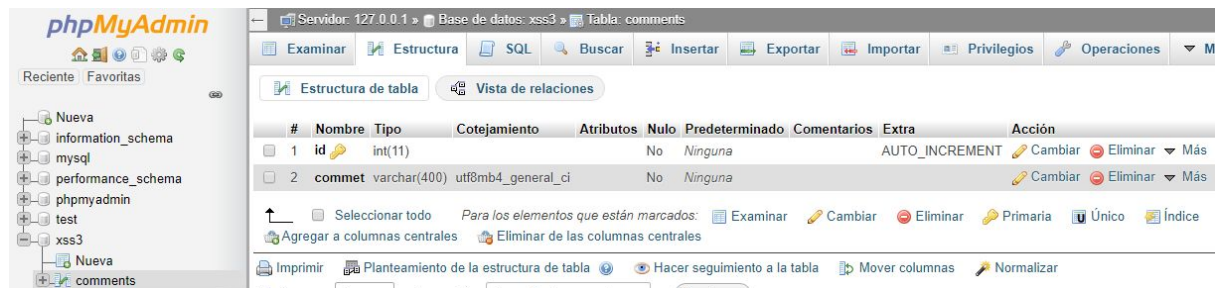 phpMyAdmin
Reciente Favoritas
Nueva
information_schema
mysql
performance_schema
phpmyadmin
test
xss3
Nueva
comments
← Servidor: 127.0.0.1 » Base de datos: xss3 » Tabla: comments
Examinar Estructura SQL Buscar Insertar Exportar Importar Privilegios Operaciones M
Estructura de tabla Vista de relaciones
# Nombre Tipo Cotejamiento Atributos Nulo Predeterminado Comentarios Extra Acción
1 id int(11) No Ninguna AUTO_INCREMENT Cambiar Eliminar Más
2 commet varchar(400) utf8mb4_general_ci No Ninguna Cambiar Eliminar Más
Seleccionar todo Para los elementos que están marcados: Examinar Cambiar Eliminar Primaria Único Índice
Agregar a columnas centrales Eliminar de las columnas centrales
Imprimir Planteamiento de la estructura de tabla Hacer seguimiento a la tabla Mover columnas Normalizar